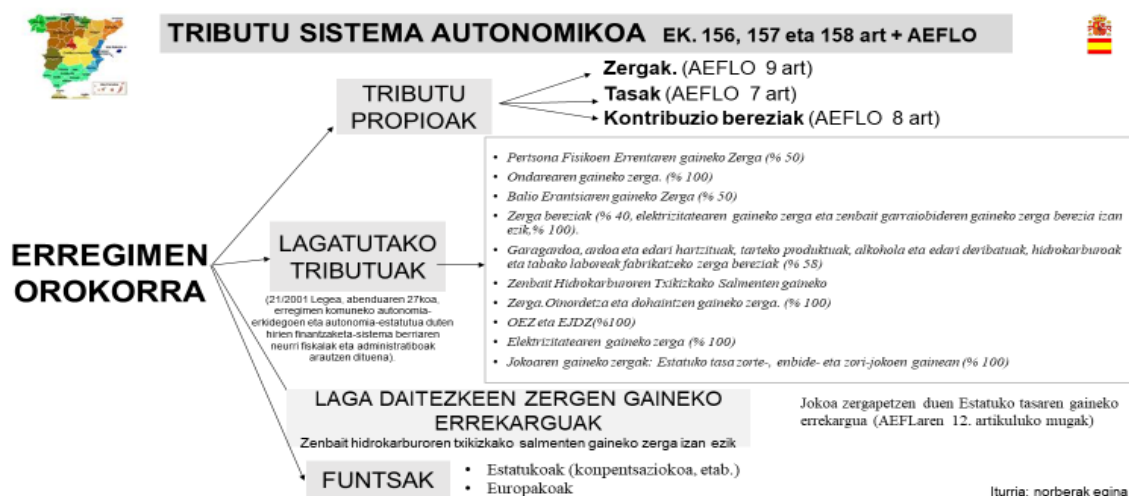 TRIBUTU SISTEMA AUTONOMIKOA EK. 156, 157 eta 158 art + AEFLO
TRIBUTU
PROPIOAK
Zergak. (AEFLO 9 art)
Tasak (AEFLO 7 art)
Kontribuzio bereziak (AEFLO 8 art)
ERREGIMEN
OROKORRA
LAGATUTAKO
TRIBUTUAK
(21/2001 Legea, abenduaren 27koa,
erregimen komuneko autonomia-
erkidegoen eta autonomia-estatutua duten
hirien finantzaketa-sistema berriaren
neurri fiskalak eta administratiboak
arautzen dituena).
• Pertsona Fisikoen Errentaren gaineko Zerga (% 50)
• Ondarearen gaineko zerga. (% 100)
• Balio Erantsiaren gaineko Zerga (% 50)
• Zerga bereziak (% 40, elektrizitatearen gaineko zerga eta zenbait garraiobideren gaineko zerga berezia izan
ezik,% 100).
• Garagardoa, ardoa eta edari hartzituak, tarteko produktuak, alkohola eta edari deribatuak, hidrokarburoak
eta tabako laboreak fabrikatzeko zerga bereziak (% 58)
• Zenbait Hidrokarburoren Txikizkako Salmenten gaineko
• Zerga.Oinordetza eta dohaintzen gaineko zerga. (% 100)
• OEZ eta EJDZ(%100)
• Elektrizitatearen gaineko zerga (% 100)
• Jokoaren gaineko zergak: Estatuko tasa zorte-, enbide- eta zori-jokoen gainean (% 100)
LAGA DAITEZKEEN ZERGEN GAINEKO
ERREKARGUAK
Zenbait hidrokarburoren txikizkako salmenten gaineko zerga izan ezik
Jokoa zergapetzen duen Estatuko tasaren gaineko
errekargua (AEFLaren 12. artikuluko mugak)
FUNTSAK
• Estatukoak (konpentsaziokoa, etab.)
• Europakoak
Iturria: norberak egina